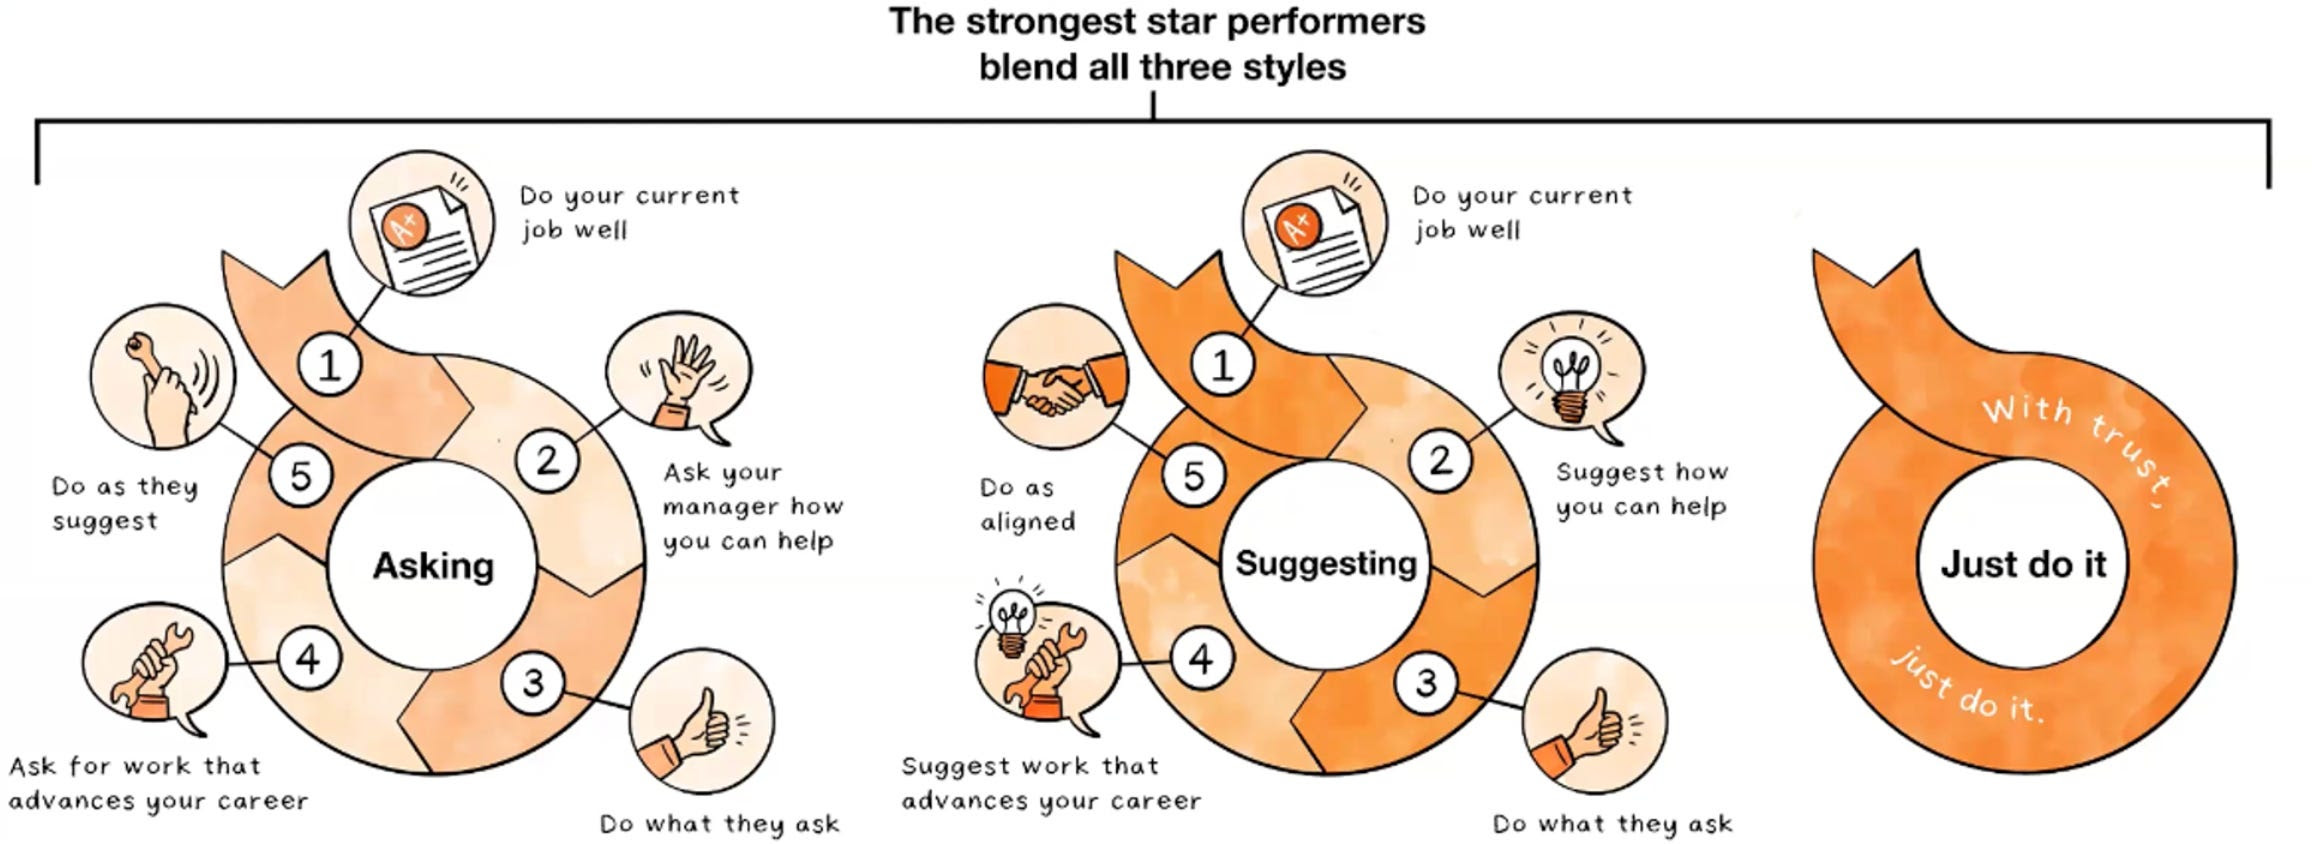 The strongest star performers
blend all three styles
A+
Do your current
job well
1
2
Ask your
manager how
you can help
3
Do what they ask
4
Ask for work that
advances your career
5
Do as they
suggest
Asking
A+
Do your current
job well
1
2
Suggest how
you can help
3
Do what they ask
4
Suggest work that
advances your career
5
Do as
aligned
Suggesting
With trust,
just do it.
Just do it